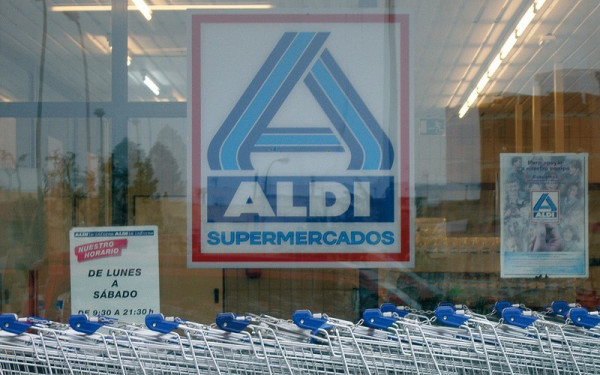 ALDI
SUPERMERCADOS
NUESTRO
HORARIO
DE LUNES
A
SÁBADO
DE 9:30 A 21:30 h
ALDI